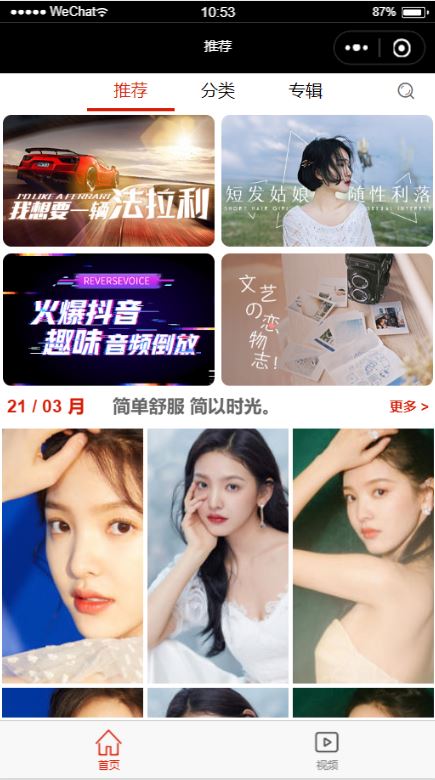 WeChat 10:53 87%
推荐
推荐 分类 专辑
I'D LIKE A FERRARI
我想要一辆法拉利
短发姑娘 随性利落
SHORT HAIR GIRL
REVERSEVOICE
火爆抖音
趣味音频倒放
文艺
の恋
物志!
21 / 03 月 简单舒服 简以时光。 更多 >
首页 视频